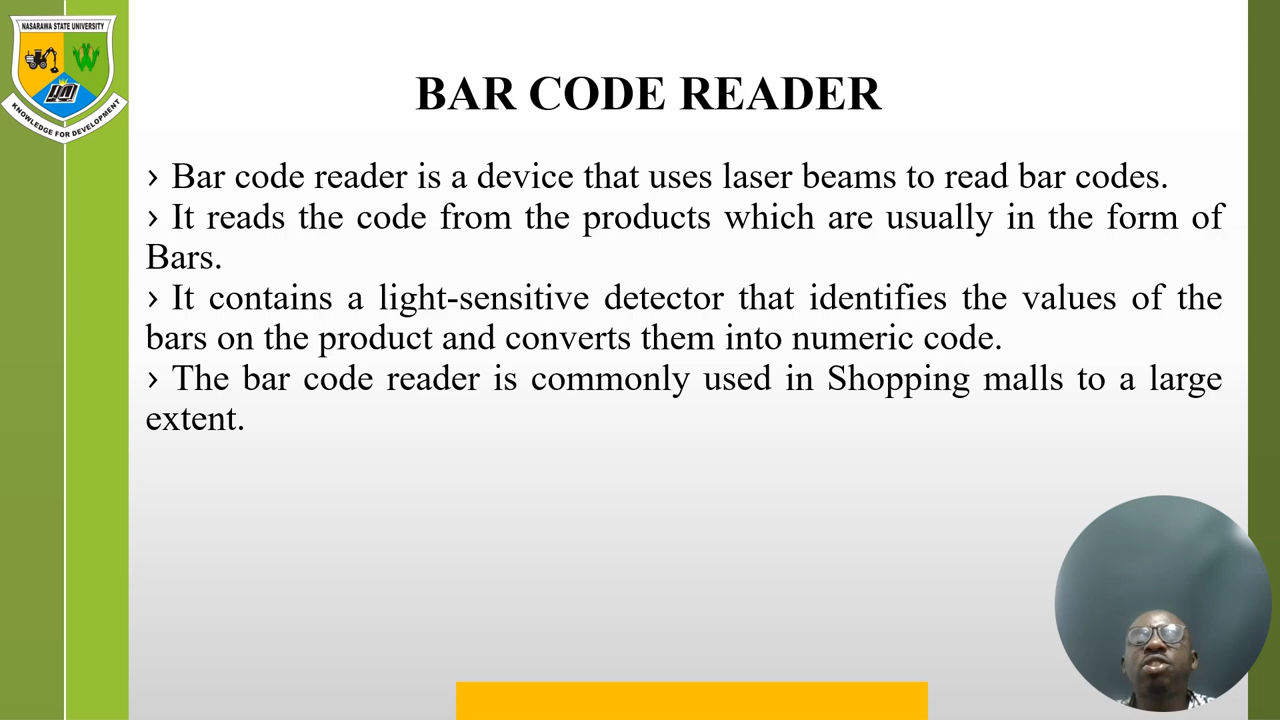 NASARAWA STATE UNIVERSITY
KNOWLEDGE FOR DEVELOPMENT
BAR CODE READER
› Bar code reader is a device that uses laser beams to read bar codes.
› It reads the code from the products which are usually in the form of
Bars.
› It contains a light-sensitive detector that identifies the values of the
bars on the product and converts them into numeric code.
› The bar code reader is commonly used in Shopping malls to a large
extent.